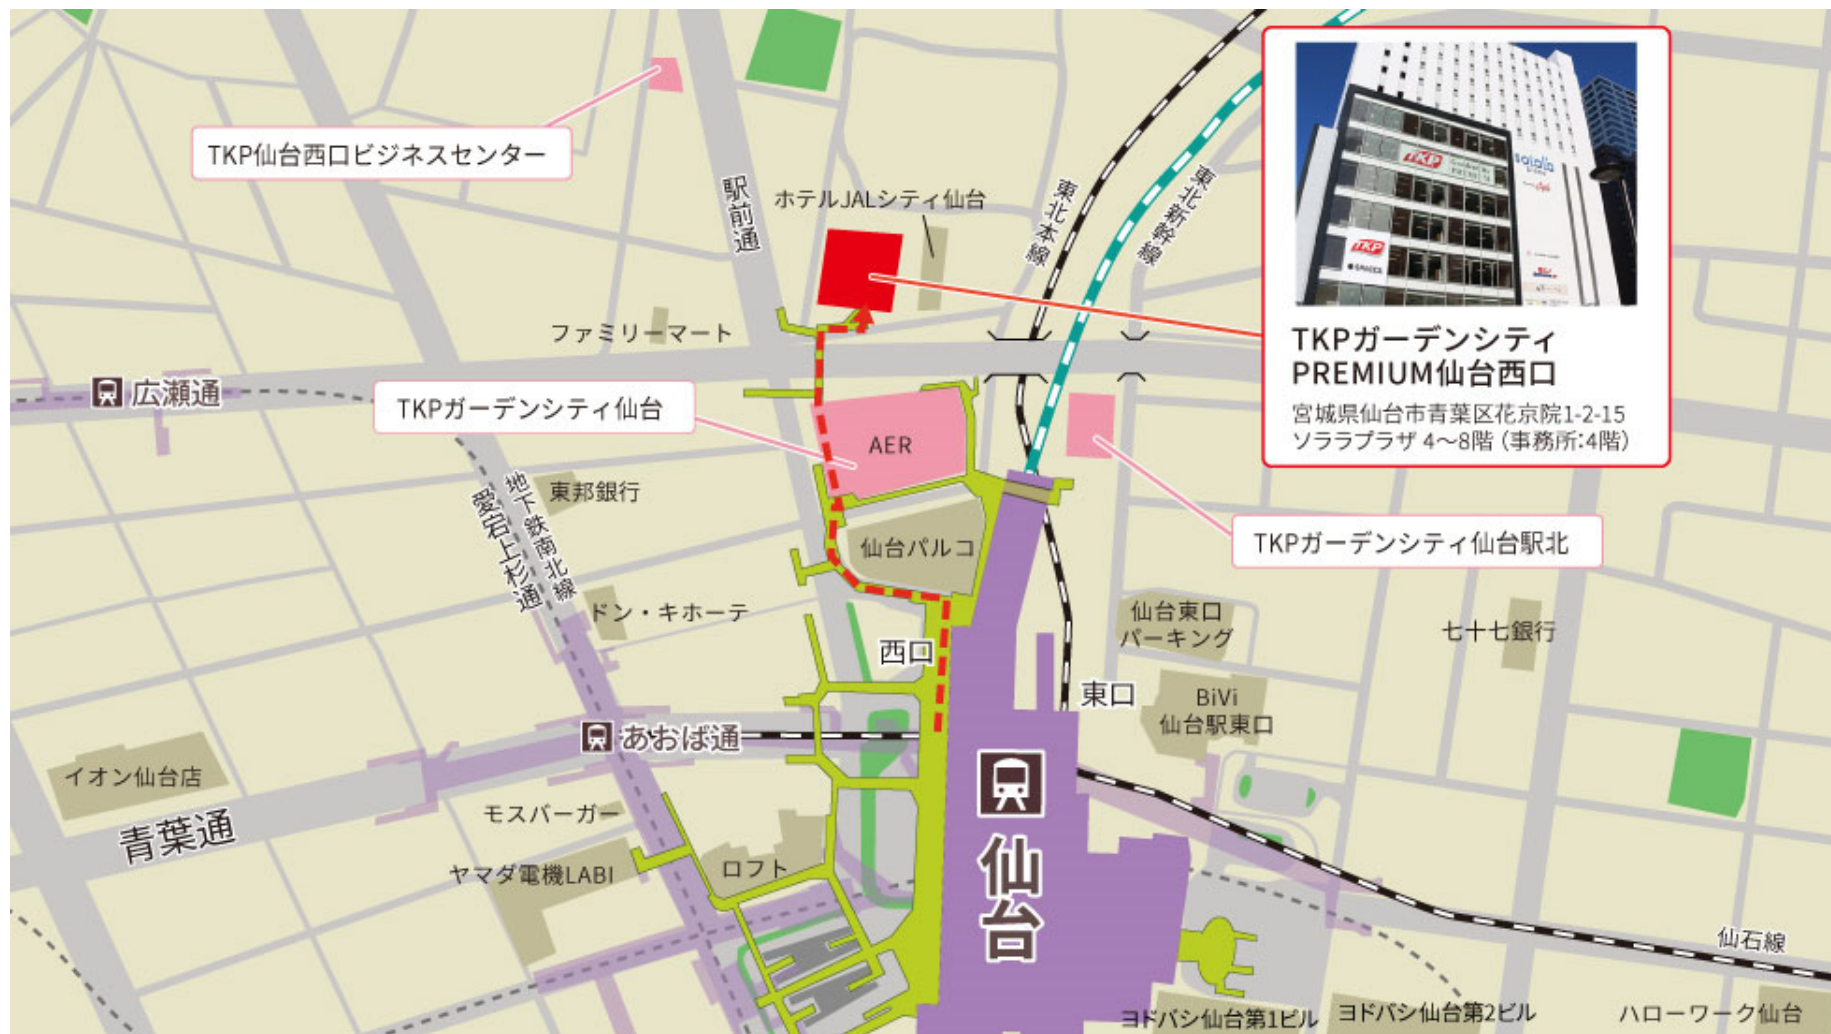 TKP仙台西口ビジネスセンター
駅前通
ホテルJALシティ仙台
東北本線
東北新幹線
TKP
solala
TKP
TKPガーデンシティ
PREMIUM仙台西口
宮城県仙台市青葉区花京院1-2-15
ソララプラザ 4～8階（事務所:4階）
ファミリーマート
広瀬通
TKPガーデンシティ仙台
AER
東邦銀行
地下鉄南北線
愛宕上杉通
仙台パルコ
TKPガーデンシティ仙台駅北
ドン・キホーテ
西口
仙台東口
パーキング
七十七銀行
東口
BiVi
仙台駅東口
あおば通
イオン仙台店
青葉通
モスバーガー
ヤマダ電機LABI
ロフト
仙台
仙石線
ヨドバシ仙台第1ビル
ヨドバシ仙台第2ビル
ハローワーク仙台